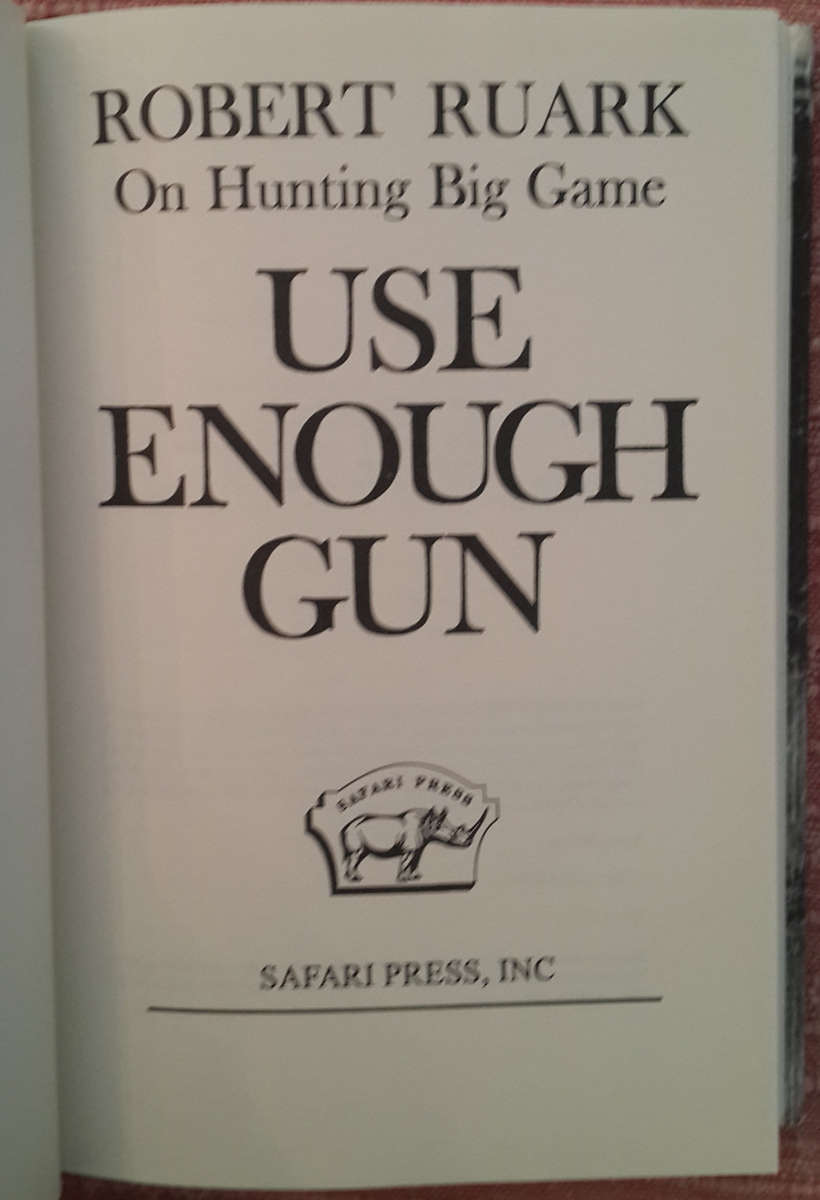 ROBERT RUARK
On Hunting Big Game
USE
ENOUGH
GUN
SAFARI PRESS
SAFARI PRESS, INC